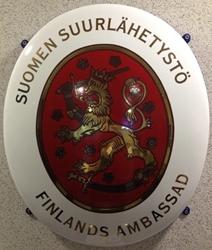 SUOMEN SUURLÄHETYSTÖ
FINLANDS AMBASSAD